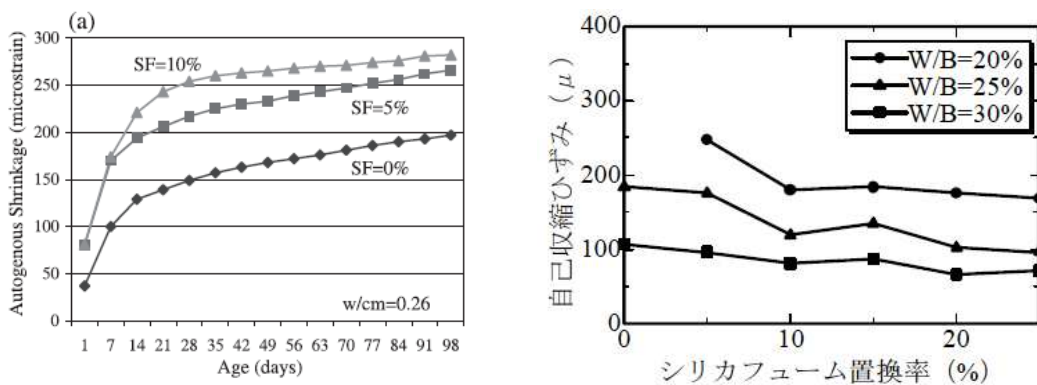 (a)
300
250
200
150
100
50
0
Autogenous Shrinkage (microstrain)
SF=10%
SF=5%
SF=0%
w/cm=0.26
1 7 14 21 28 35 42 49 56 63 70 77 84 91 98
Age (days)
400
300
200
100
0
自己収縮ひずみ (μ)
W/B=20%
W/B=25%
W/B=30%
0 10 20
シリカフューム置換率 (%)